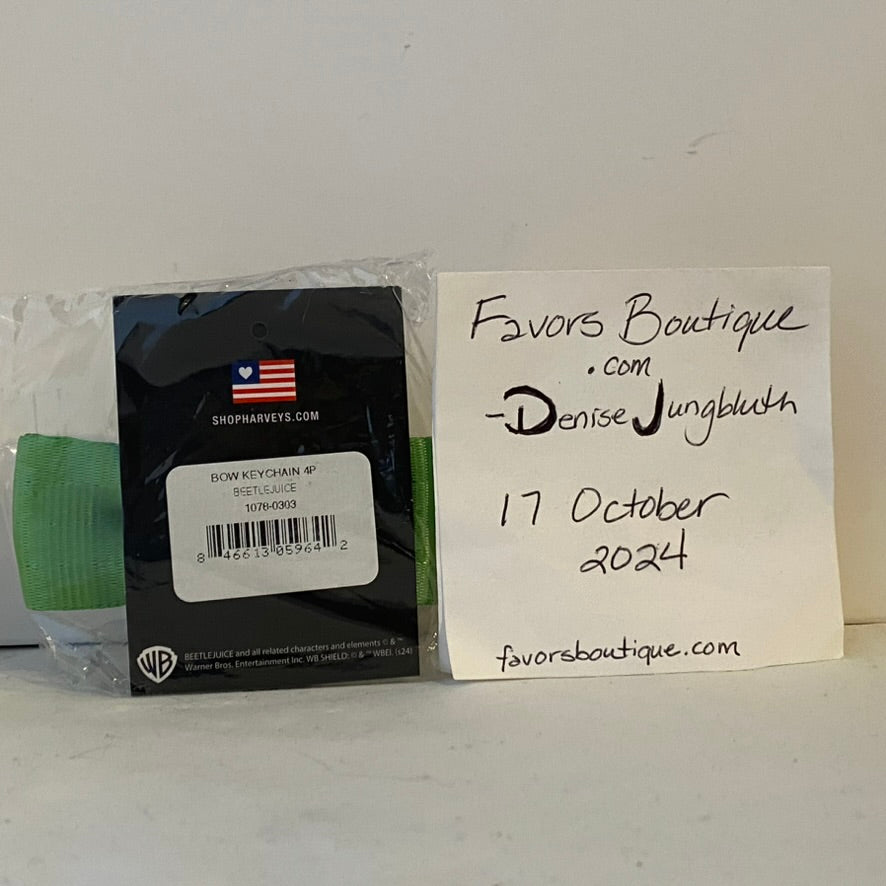 SHOPHARVEYS.COM
BOW KEYCHAIN 4P
BEETLEJUICE
1078-0303
8 46613 05964 2
WB
BEETLEJUICE and all related characters and elements © & ™
Warner Bros. Entertainment Inc. WB SHIELD: © & ™ WBEI. (s24)
Favors Boutique
.com
-Denise Jungbluth
17 October
2024
favorsboutique.com